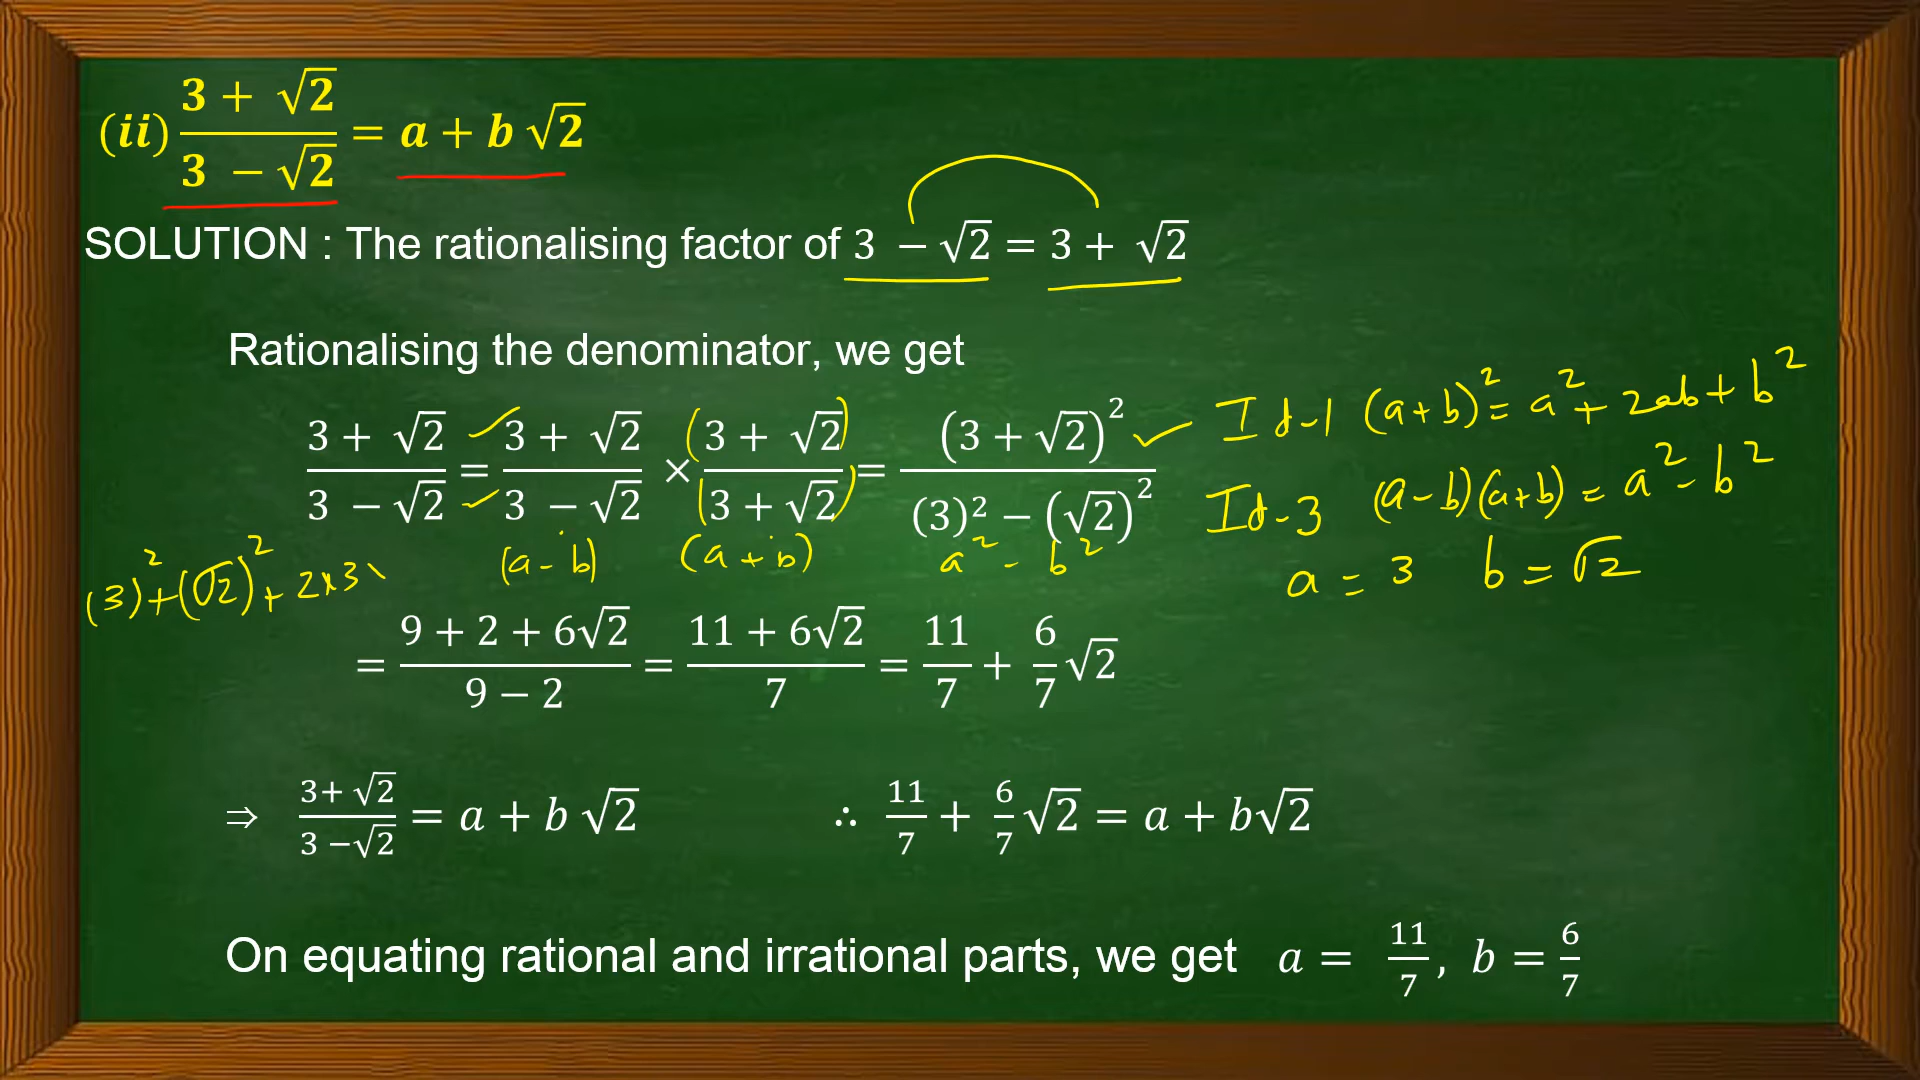 (ii) (3 + √2)/(3 − √2) = a + b √2
SOLUTION : The rationalising factor of 3 − √2 = 3 + √2
Rationalising the denominator, we get
(3 + √2)/(3 − √2) = (3 + √2)/(3 − √2) × (3 + √2)/(3 + √2) = (3 + √2)²/((3)² − (√2)²)
Id-1 (a+b)² = a² + 2ab + b²
Id-3 (a-b)(a+b) = a² - b²
(a - b) (a + b) a² - b²
a = 3 b = √2
(3)² + (√2)² + 2×3
= (9 + 2 + 6√2)/(9 − 2) = (11 + 6√2)/7 = 11/7 + 6/7 √2
⇒ (3+ √2)/(3 −√2) = a + b √2 ∴ 11/7 + 6/7 √2 = a + b√2
On equating rational and irrational parts, we get a = 11/7, b = 6/7